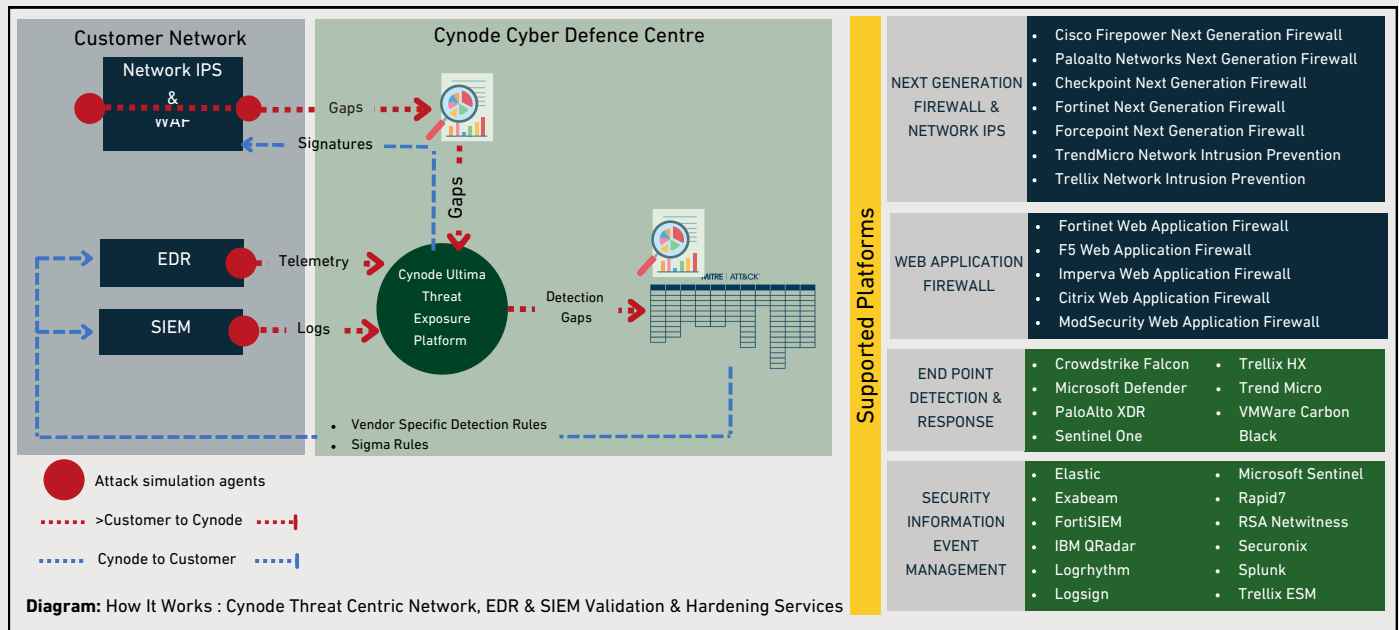 Customer Network
Network IPS
&
WAF
Gaps
Signatures
EDR
Telemetry
SIEM
Logs
Cynode Cyber Defence Centre
Gaps
Cynode Ultima
Threat
Exposure
Platform
Detection
Gaps
MITRE | ATT&CK
• Vendor Specific Detection Rules
• Sigma Rules
Attack simulation agents
>Customer to Cynode
Cynode to Customer
Diagram: How It Works : Cynode Threat Centric Network, EDR & SIEM Validation & Hardening Services
Supported Platforms
NEXT GENERATION
FIREWALL &
NETWORK IPS
• Cisco Firepower Next Generation Firewall
• Paloalto Networks Next Generation Firewall
• Checkpoint Next Generation Firewall
• Fortinet Next Generation Firewall
• Forcepoint Next Generation Firewall
• TrendMicro Network Intrusion Prevention
• Trellix Network Intrusion Prevention
WEB APPLICATION
FIREWALL
• Fortinet Web Application Firewall
• F5 Web Application Firewall
• Imperva Web Application Firewall
• Citrix Web Application Firewall
• ModSecurity Web Application Firewall
END POINT
DETECTION &
RESPONSE
• Crowdstrike Falcon
• Microsoft Defender
• PaloAlto XDR
• Sentinel One
• Trellix HX
• Trend Micro
• VMWare Carbon
Black
SECURITY
INFORMATION
EVENT
MANAGEMENT
• Elastic
• Exabeam
• FortiSIEM
• IBM QRadar
• Logrhythm
• Logsign
• Microsoft Sentinel
• Rapid7
• RSA Netwitness
• Securonix
• Splunk
• Trellix ESM